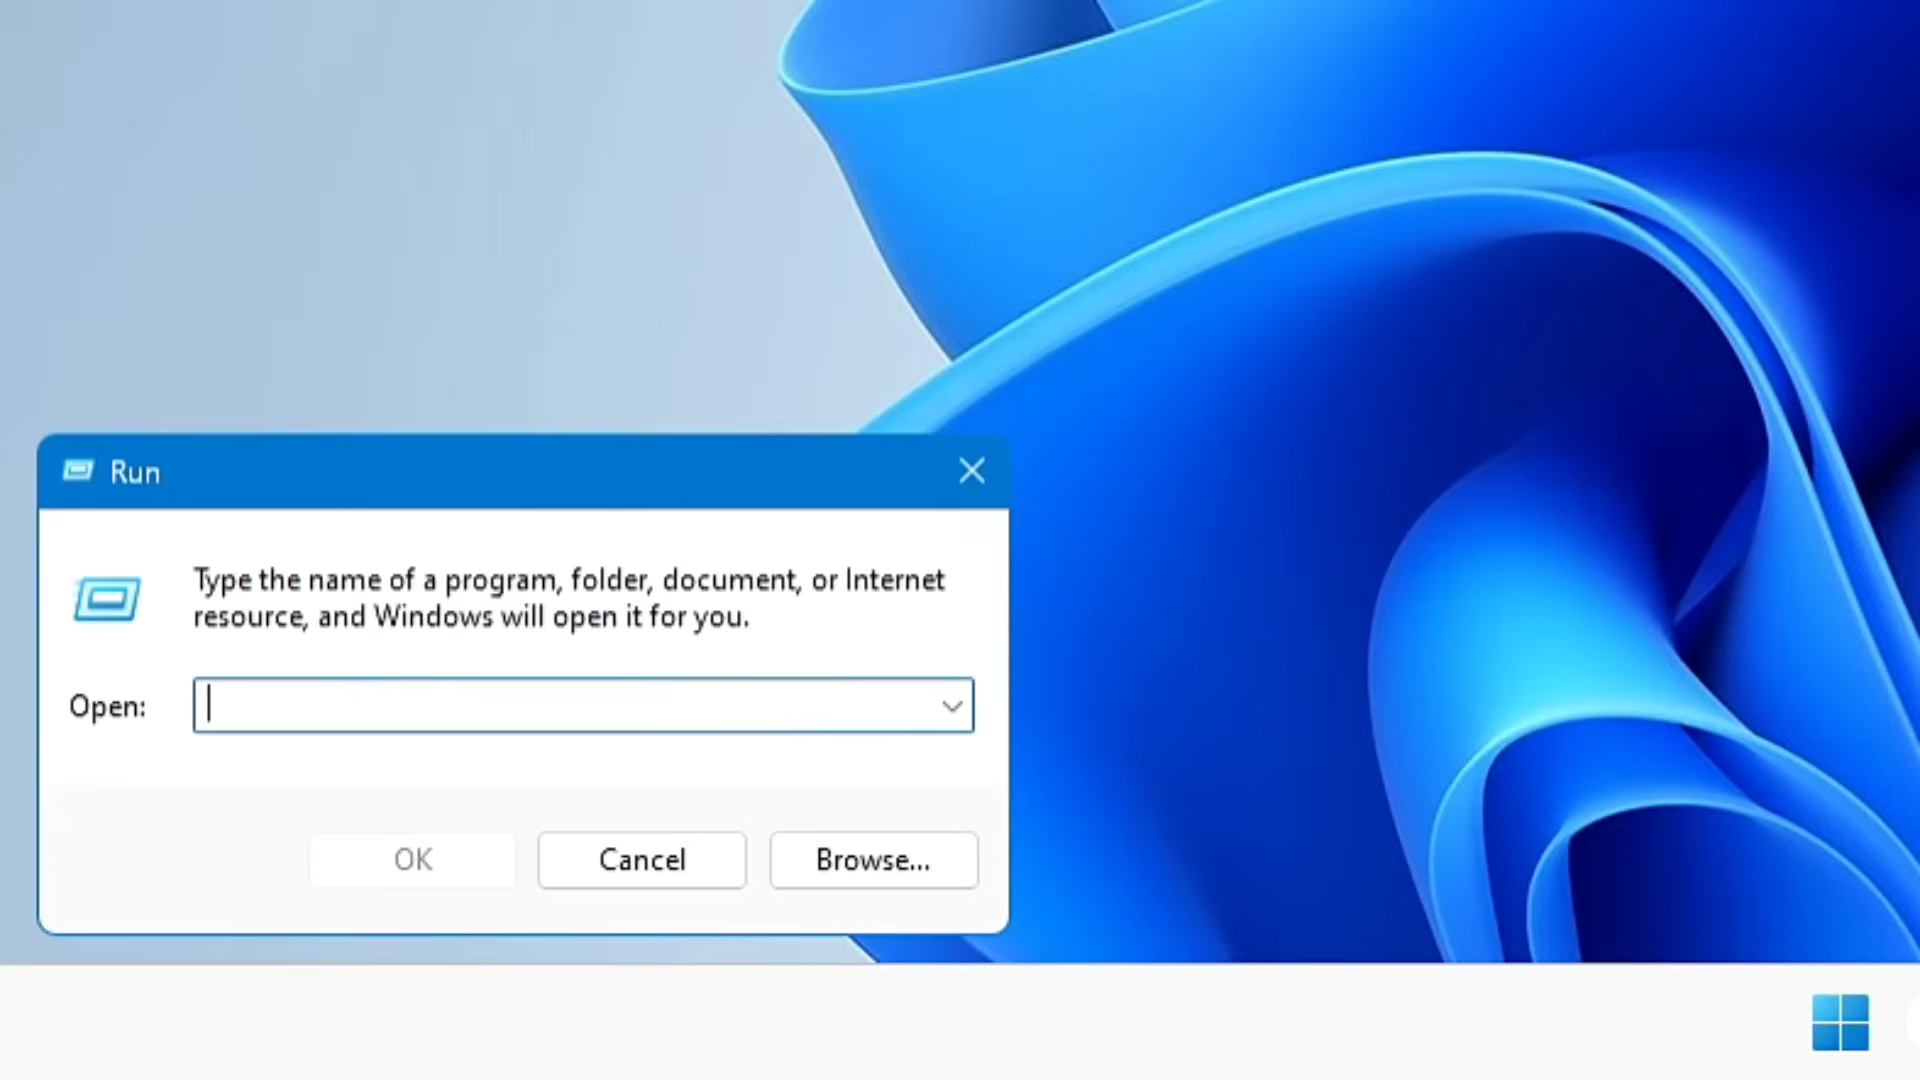 Run
Type the name of a program, folder, document, or Internet
resource, and Windows will open it for you.
Open:
OK
Cancel
Browse...